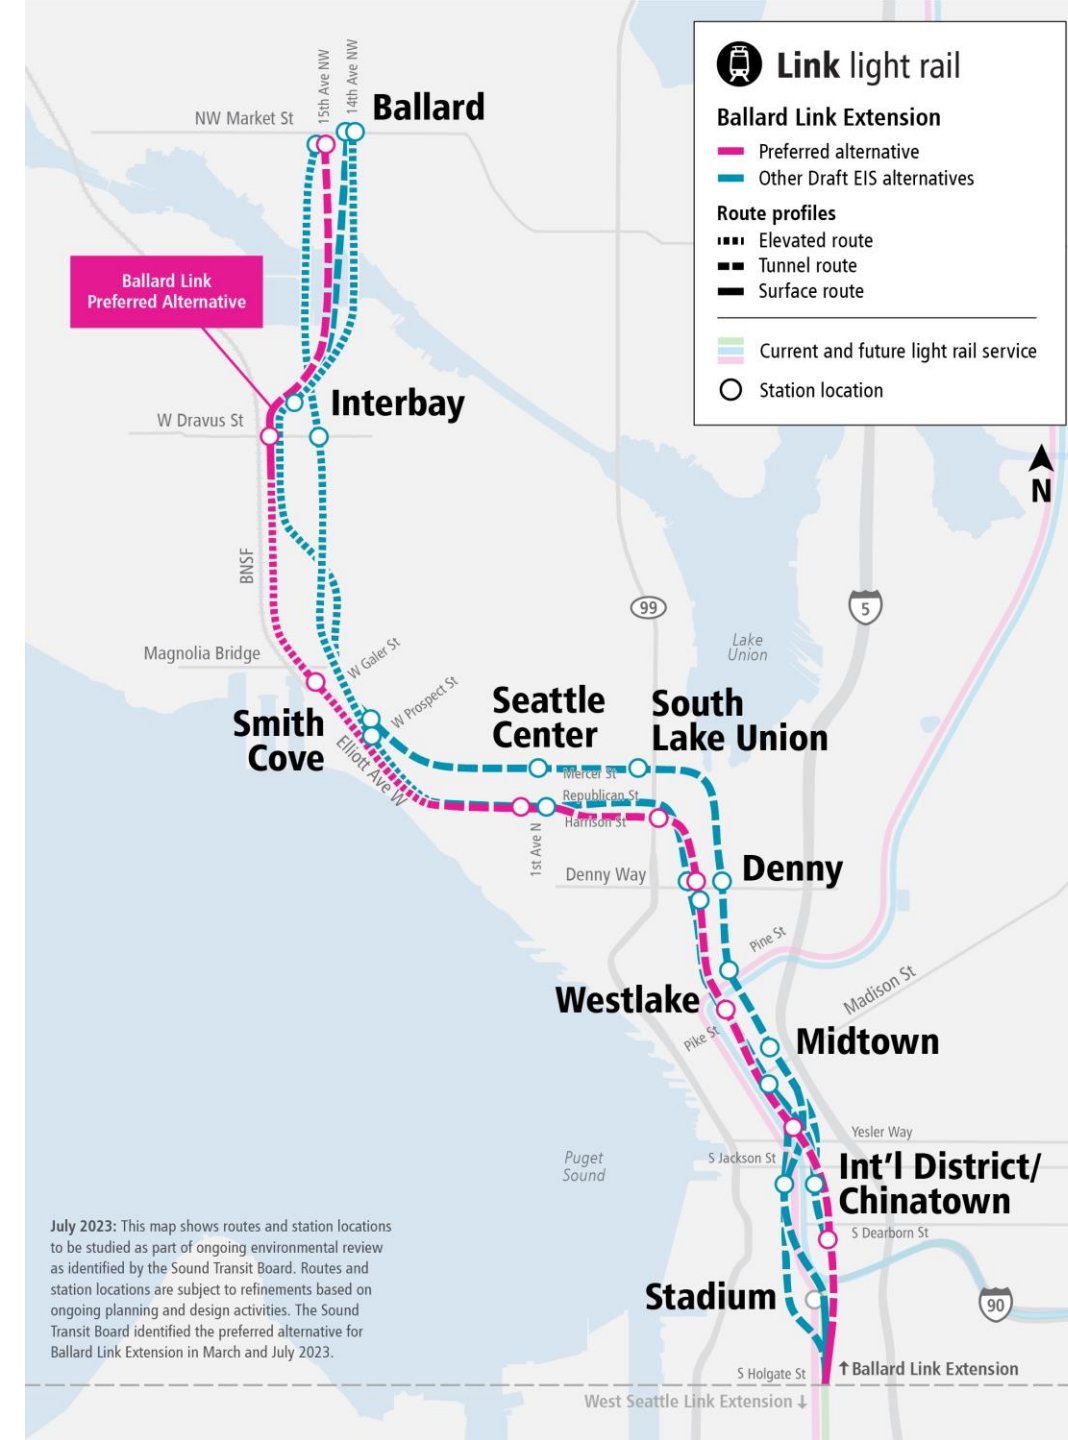 15th Ave NW
14th Ave NW
Ballard
NW Market St
Link light rail
Ballard Link Extension
Preferred alternative
Other Draft EIS alternatives
Route profiles
Elevated route
Tunnel route
Surface route
Current and future light rail service
Station location
N
Ballard Link
Preferred Alternative
Interbay
W Dravus St
BNSF
99
5
Magnolia Bridge
W Galer St
W Prospect St
Lake
Union
Smith
Cove
Elliott Ave W
Seattle
Center
South
Lake Union
Mercer St
Republican St
Harrison St
1st Ave N
Denny Way
Denny
Pine St
Westlake
Madison St
Pike St
Midtown
Yesler Way
Puget
Sound
S Jackson St
Int'l District/
Chinatown
S Dearborn St
Stadium
90
July 2023: This map shows routes and station locations
to be studied as part of ongoing environmental review
as identified by the Sound Transit Board. Routes and
station locations are subject to refinements based on
ongoing planning and design activities. The Sound
Transit Board identified the preferred alternative for
Ballard Link Extension in March and July 2023.
S Holgate St
↑ Ballard Link Extension
West Seattle Link Extension ↓